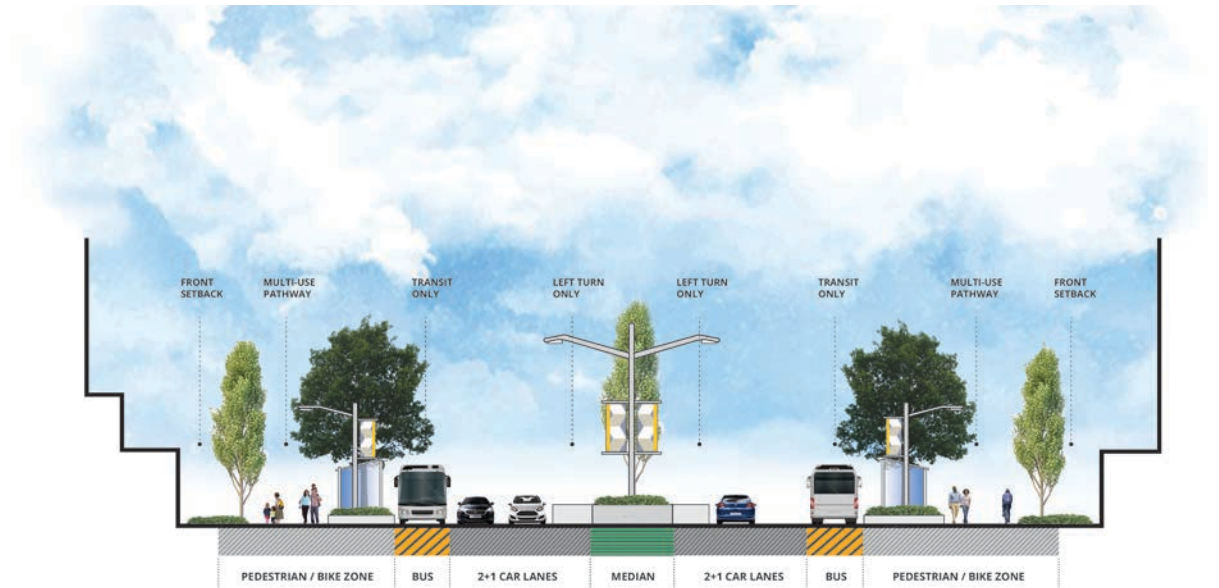 FRONT
SETBACK
MULTI-USE
PATHWAY
TRANSIT
ONLY
LEFT TURN
ONLY
LEFT TURN
ONLY
TRANSIT
ONLY
MULTI-USE
PATHWAY
FRONT
SETBACK
PEDESTRIAN / BIKE ZONE
BUS
2+1 CAR LANES
MEDIAN
2+1 CAR LANES
BUS
PEDESTRIAN / BIKE ZONE